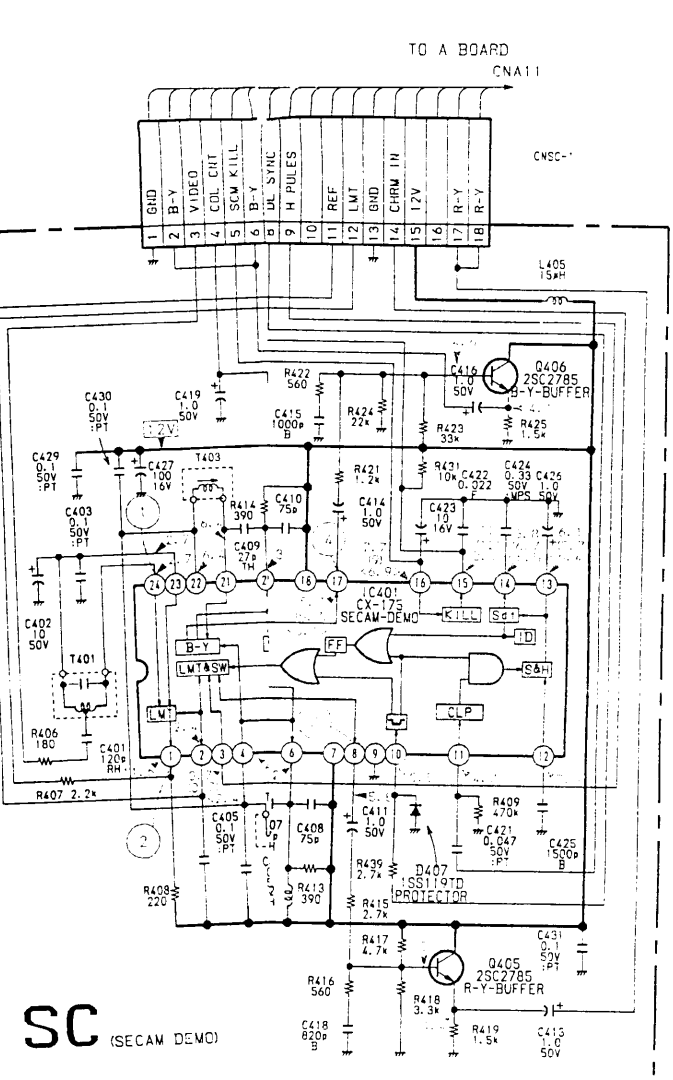 TO A BOARD
CNA11
CNSC-1
1 GND
2 B-Y
3 VIDEO
4 COL CNT
5 SCM KILL
6 B-Y
8 DL SYNC
9 H PULES
10
11 REF
12 LMT
13 GND
14 CHRM IN
15 12V
16
17 R-Y
18 R-Y
L405
15µH
Q406
2SC2785
B-Y-BUFFER
C416
1.0
50V
R425
1.5k
R422
560
C415
1000p
B
R424
22k
R423
33k
R421
1.2k
C414
1.0
50V
R431
10k
C422
F
C423
10
16V
C424
0.33
50V
MPS
C426
1.0
50V
C430
0.1
50V
:PT
C419
1.0
50V
12V
C429
0.1
50V
:PT
C427
100
16V
T403
C403
0.1
50V
:PT
1
R414
390
C410
75p
C409
27p
TH
C402
10
50V
24
23
22
21
18
17
16
15
14
13
IC401
CX-175
SECAM-DEMO
KILL
ID
B-Y
FF
LMT&SW
S&H
LMT
CLP
T401
R406
180
C401
120p
RH
1
2
3
4
6
7
8
9
10
11
12
R407 2.2k
2
C405
0.1
50V
:PT
C408
75p
C411
1.0
50V
R409
470k
C421
0.047
50V
:PT
C425
1500p
B
D407
1SS119TD
PROTECTOR
R408
220
R413
390
R439
2.7k
R415
2.7k
R417
4.7k
Q405
2SC2785
R-Y-BUFFER
C431
0.1
50V
:PT
R416
560
R418
3.3k
C418
820p
B
R419
1.5k
C413
1.0
50V
SC (SECAM DEMO)